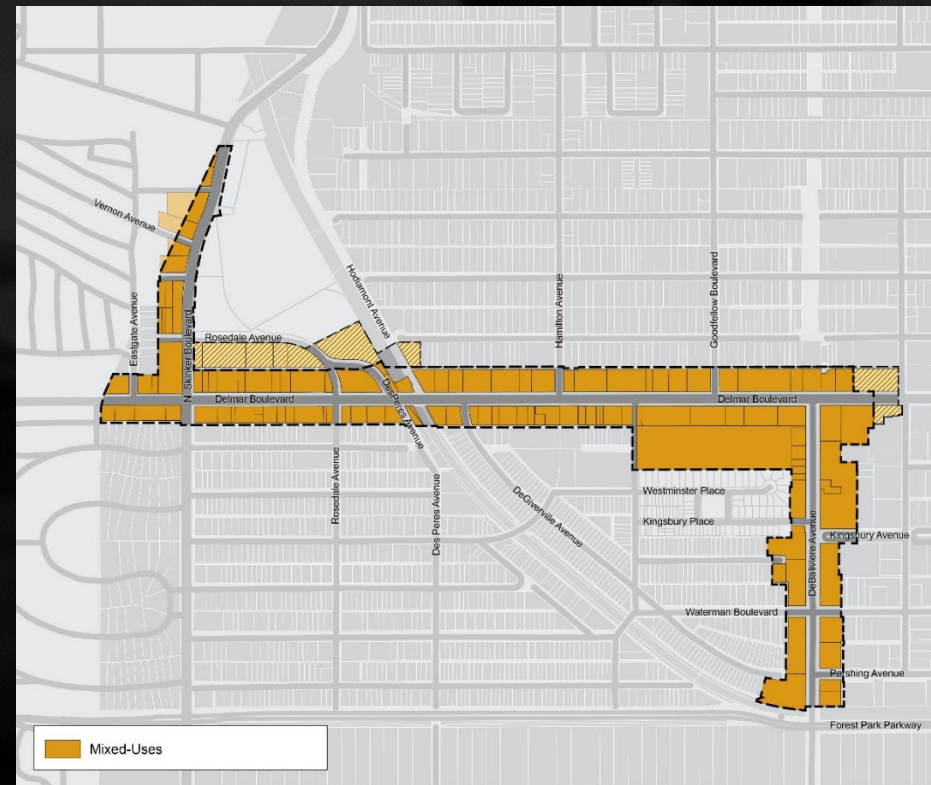 Vernon Avenue
Eastgate Avenue
N. Skinker Boulevard
Rosedale Avenue
Hodiamont Avenue
Hamilton Avenue
Goodfellow Boulevard
Delmar Boulevard
DesPeres Avenue
Delmar Boulevard
Rosedale Avenue
Des Peres Avenue
DeGiverville Avenue
Westminster Place
Kingsbury Place
DeBaliviere Avenue
Kingsbury Avenue
Waterman Boulevard
Pershing Avenue
Forest Park Parkway
Mixed-Uses